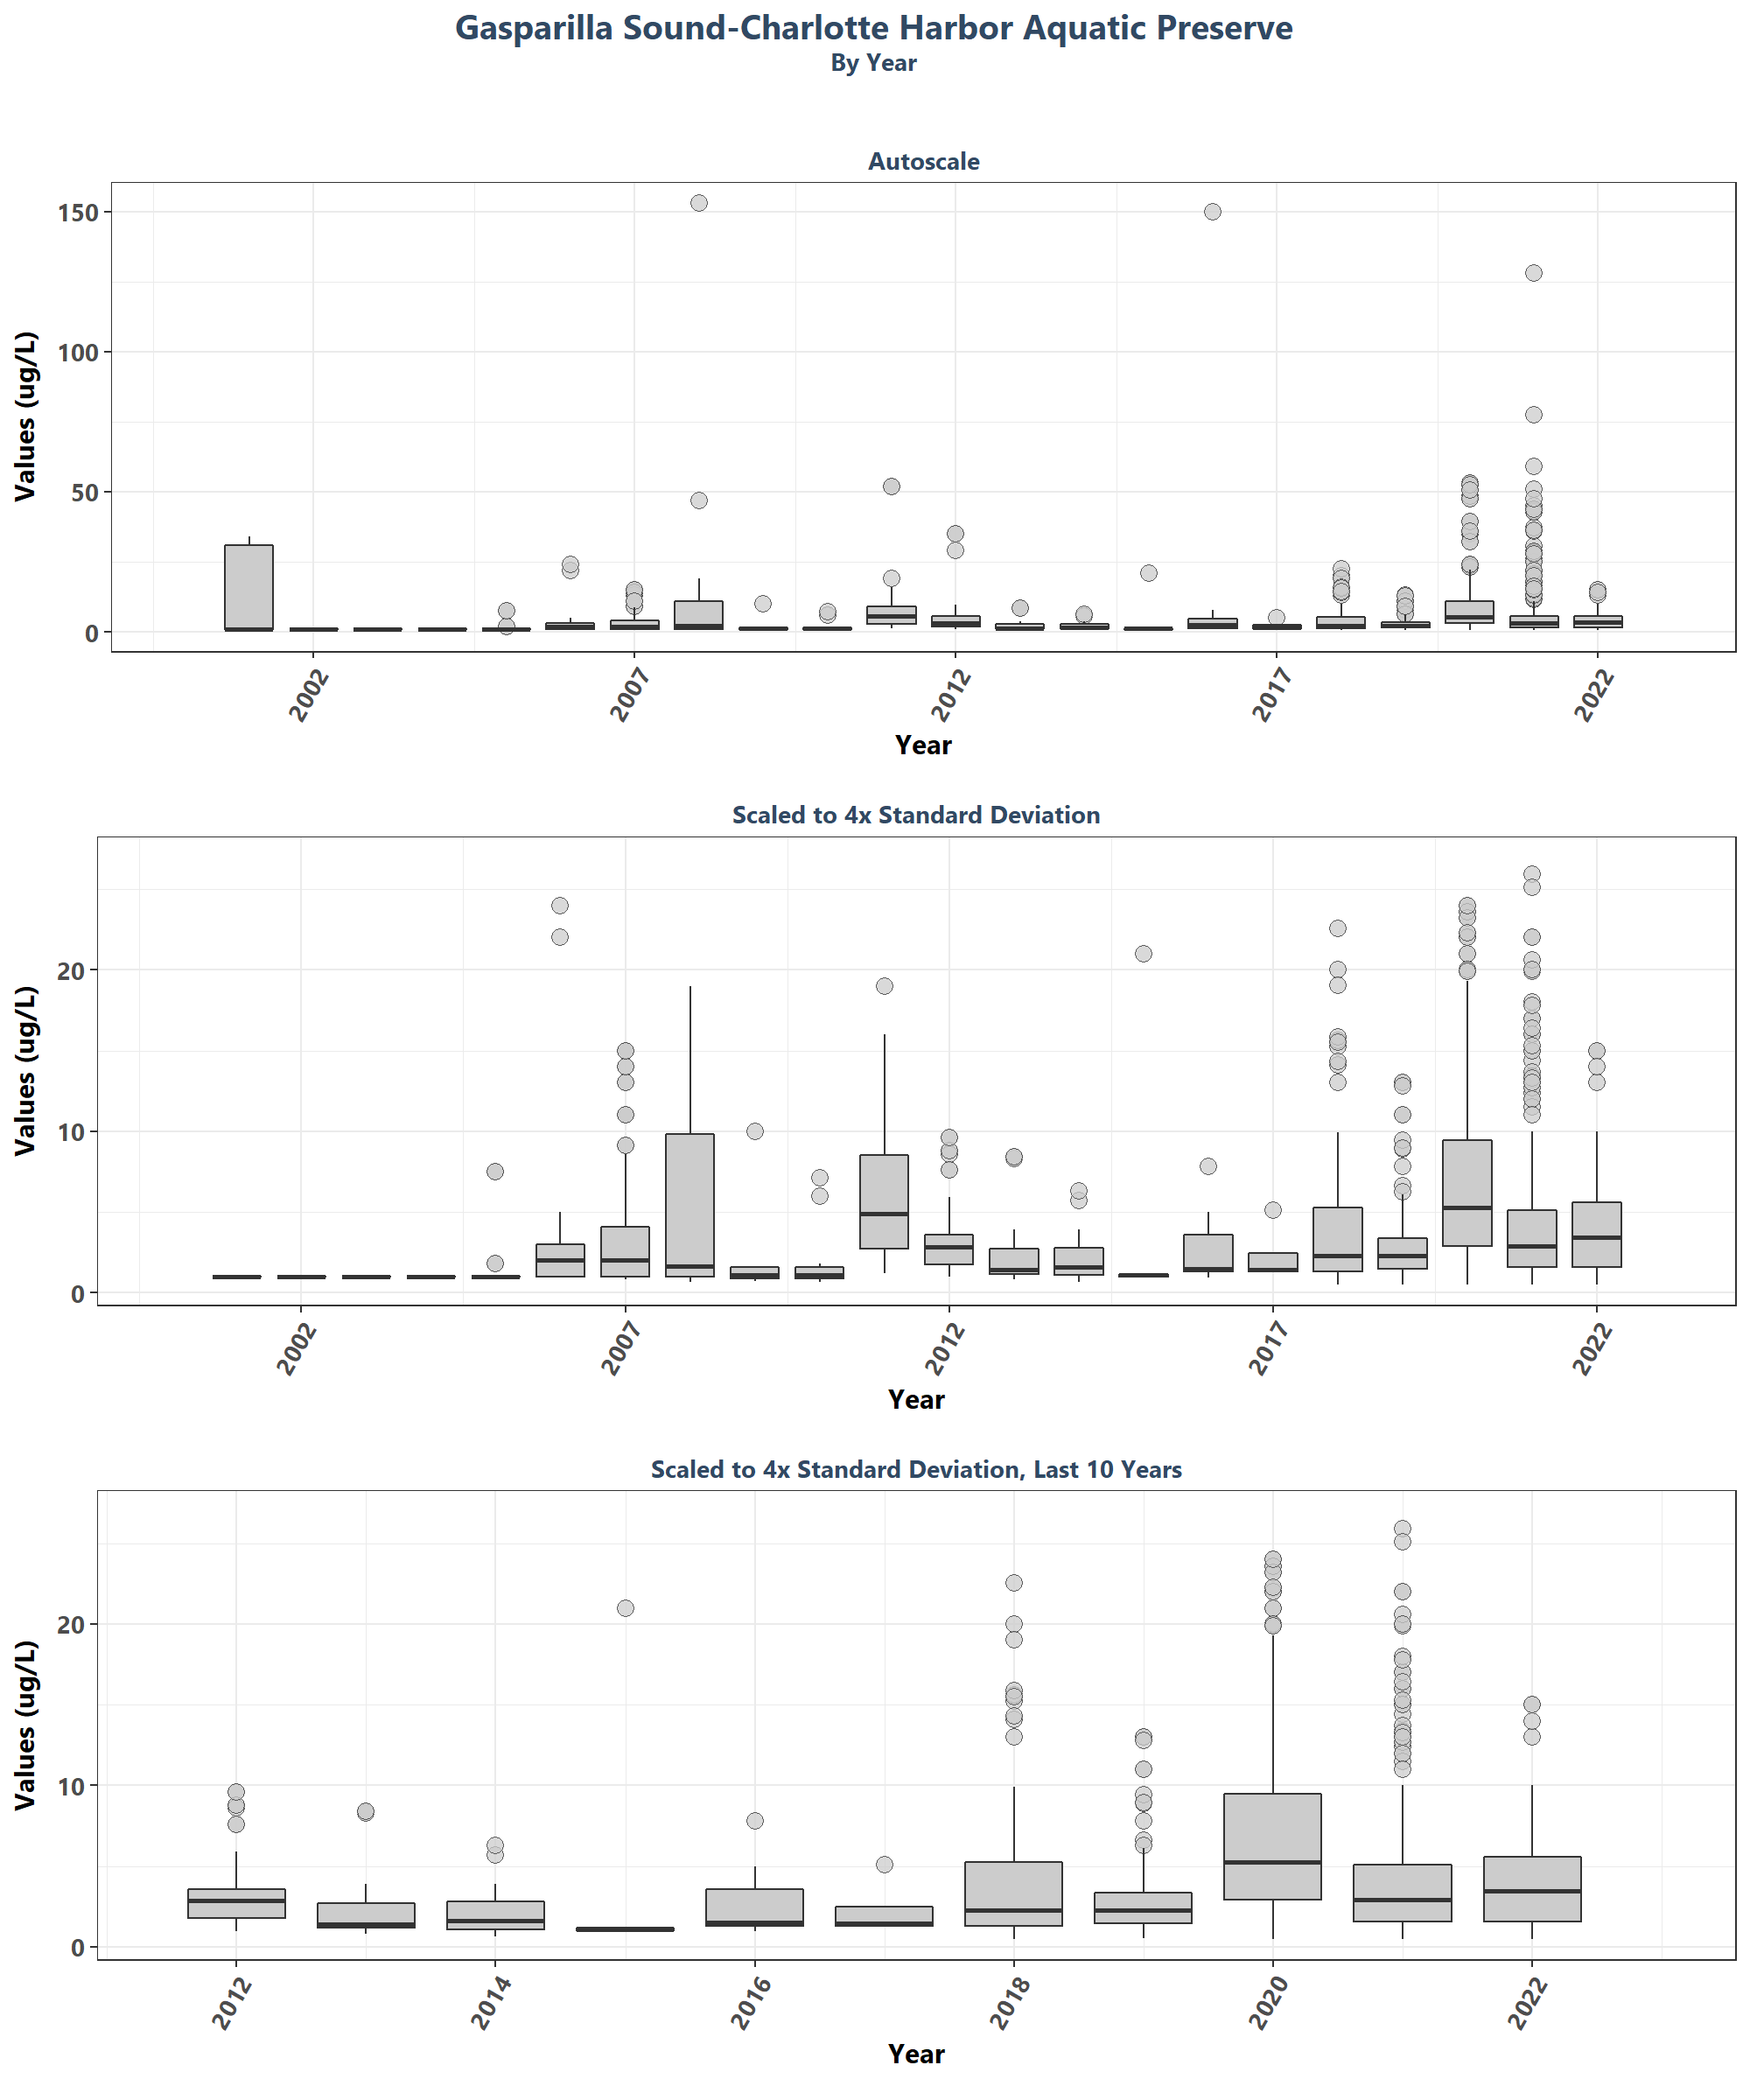 Gasparilla Sound-Charlotte Harbor Aquatic Preserve
By Year
Autoscale
Values (ug/L)
150
100
50
0
2002
2007
2012
2017
2022
Year
Scaled to 4x Standard Deviation
Values (ug/L)
20
10
0
2002
2007
2012
2017
2022
Year
Scaled to 4x Standard Deviation, Last 10 Years
Values (ug/L)
20
10
0
2012
2014
2016
2018
2020
2022
Year